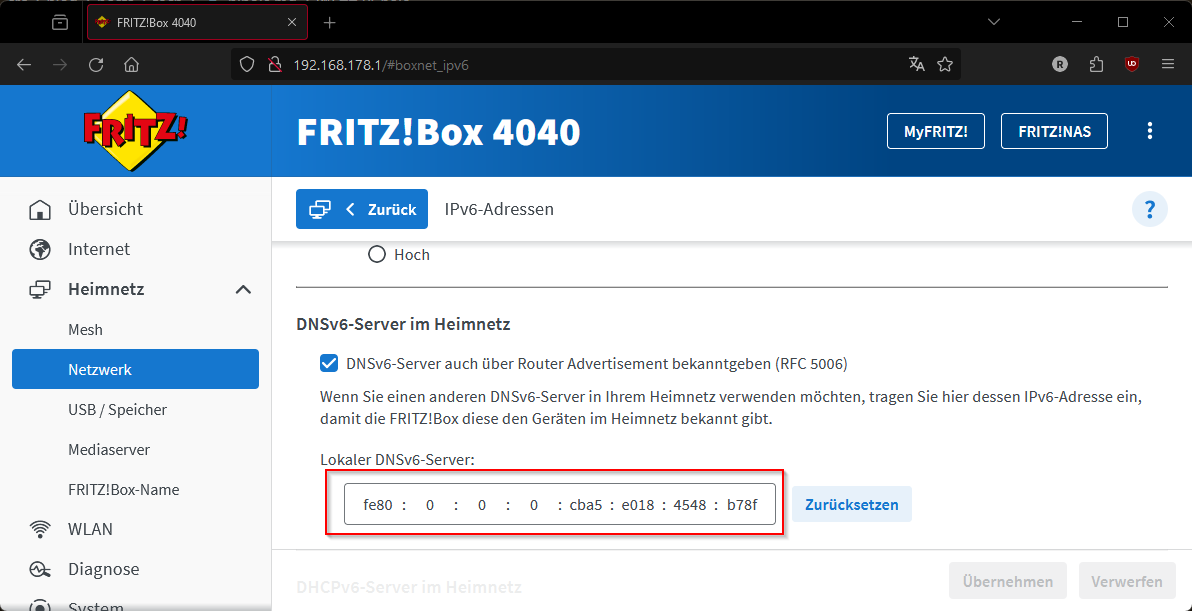 FRITZ!Box 4040
192.168.178.1/#boxnet_ipv6
R
UD
FRITZ!
FRITZ!Box 4040
MyFRITZ!
FRITZ!NAS
Übersicht
Internet
Heimnetz
Mesh
Netzwerk
USB / Speicher
Mediaserver
FRITZ!Box-Name
WLAN
Diagnose
System
Zurück
IPv6-Adressen
?
Hoch
DNSv6-Server im Heimnetz
DNSv6-Server auch über Router Advertisement bekanntgeben (RFC 5006)
Wenn Sie einen anderen DNSv6-Server in Ihrem Heimnetz verwenden möchten, tragen Sie hier dessen IPv6-Adresse ein,
damit die FRITZ!Box diese den Geräten im Heimnetz bekannt gibt.
Lokaler DNSv6-Server:
fe80 : 0 : 0 : 0 : cba5 : e018 : 4548 : b78f
Zurücksetzen
DHCPv6-Server im Heimnetz
Übernehmen
Verwerfen